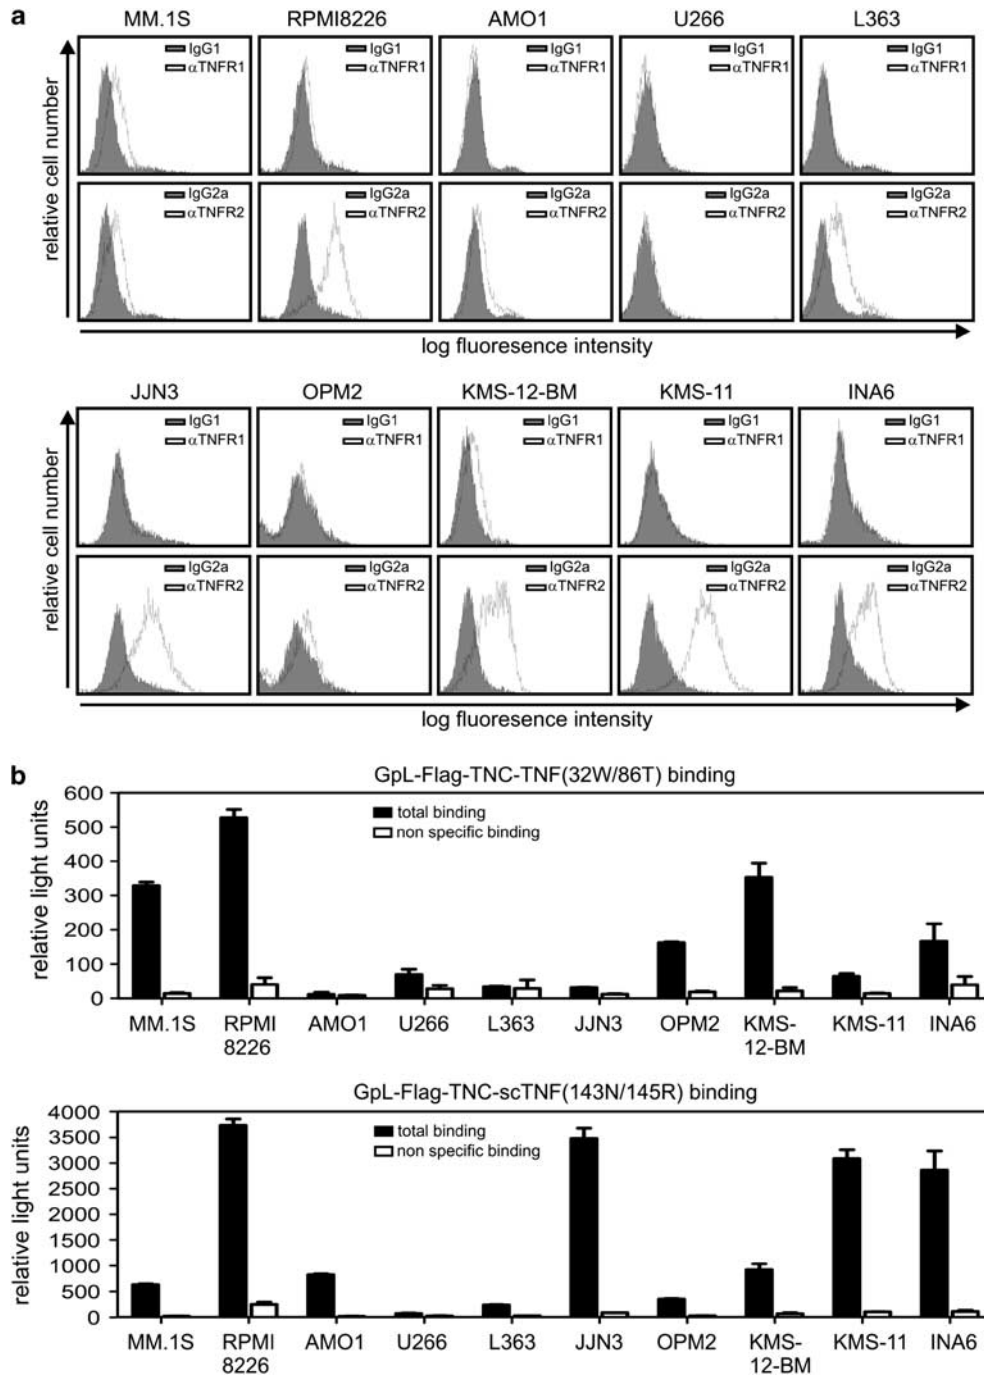 a
MM.1S RPMI8226 AMO1 U266 L363
IgG1 IgG1 IgG1 IgG1 IgG1
αTNFR1 αTNFR1 αTNFR1 αTNFR1 αTNFR1
IgG2a IgG2a IgG2a IgG2a IgG2a
αTNFR2 αTNFR2 αTNFR2 αTNFR2 αTNFR2
relative cell number
log fluoresence intensity
JJN3 OPM2 KMS-12-BM KMS-11 INA6
IgG1 IgG1 IgG1 IgG1 IgG1
αTNFR1 αTNFR1 αTNFR1 αTNFR1 αTNFR1
IgG2a IgG2a IgG2a IgG2a IgG2a
αTNFR2 αTNFR2 αTNFR2 αTNFR2 αTNFR2
relative cell number
log fluoresence intensity
b
GpL-Flag-TNC-TNF(32W/86T) binding
total binding
non specific binding
relative light units
600
500
400
300
200
100
0
MM.1S RPMI AMO1 U266 L363 JJN3 OPM2 KMS- KMS-11 INA6
8226 12-BM
GpL-Flag-TNC-scTNF(143N/145R) binding
total binding
non specific binding
relative light units
4000
3500
3000
2500
2000
1500
1000
500
0
MM.1S RPMI AMO1 U266 L363 JJN3 OPM2 KMS- KMS-11 INA6
8226 12-BM